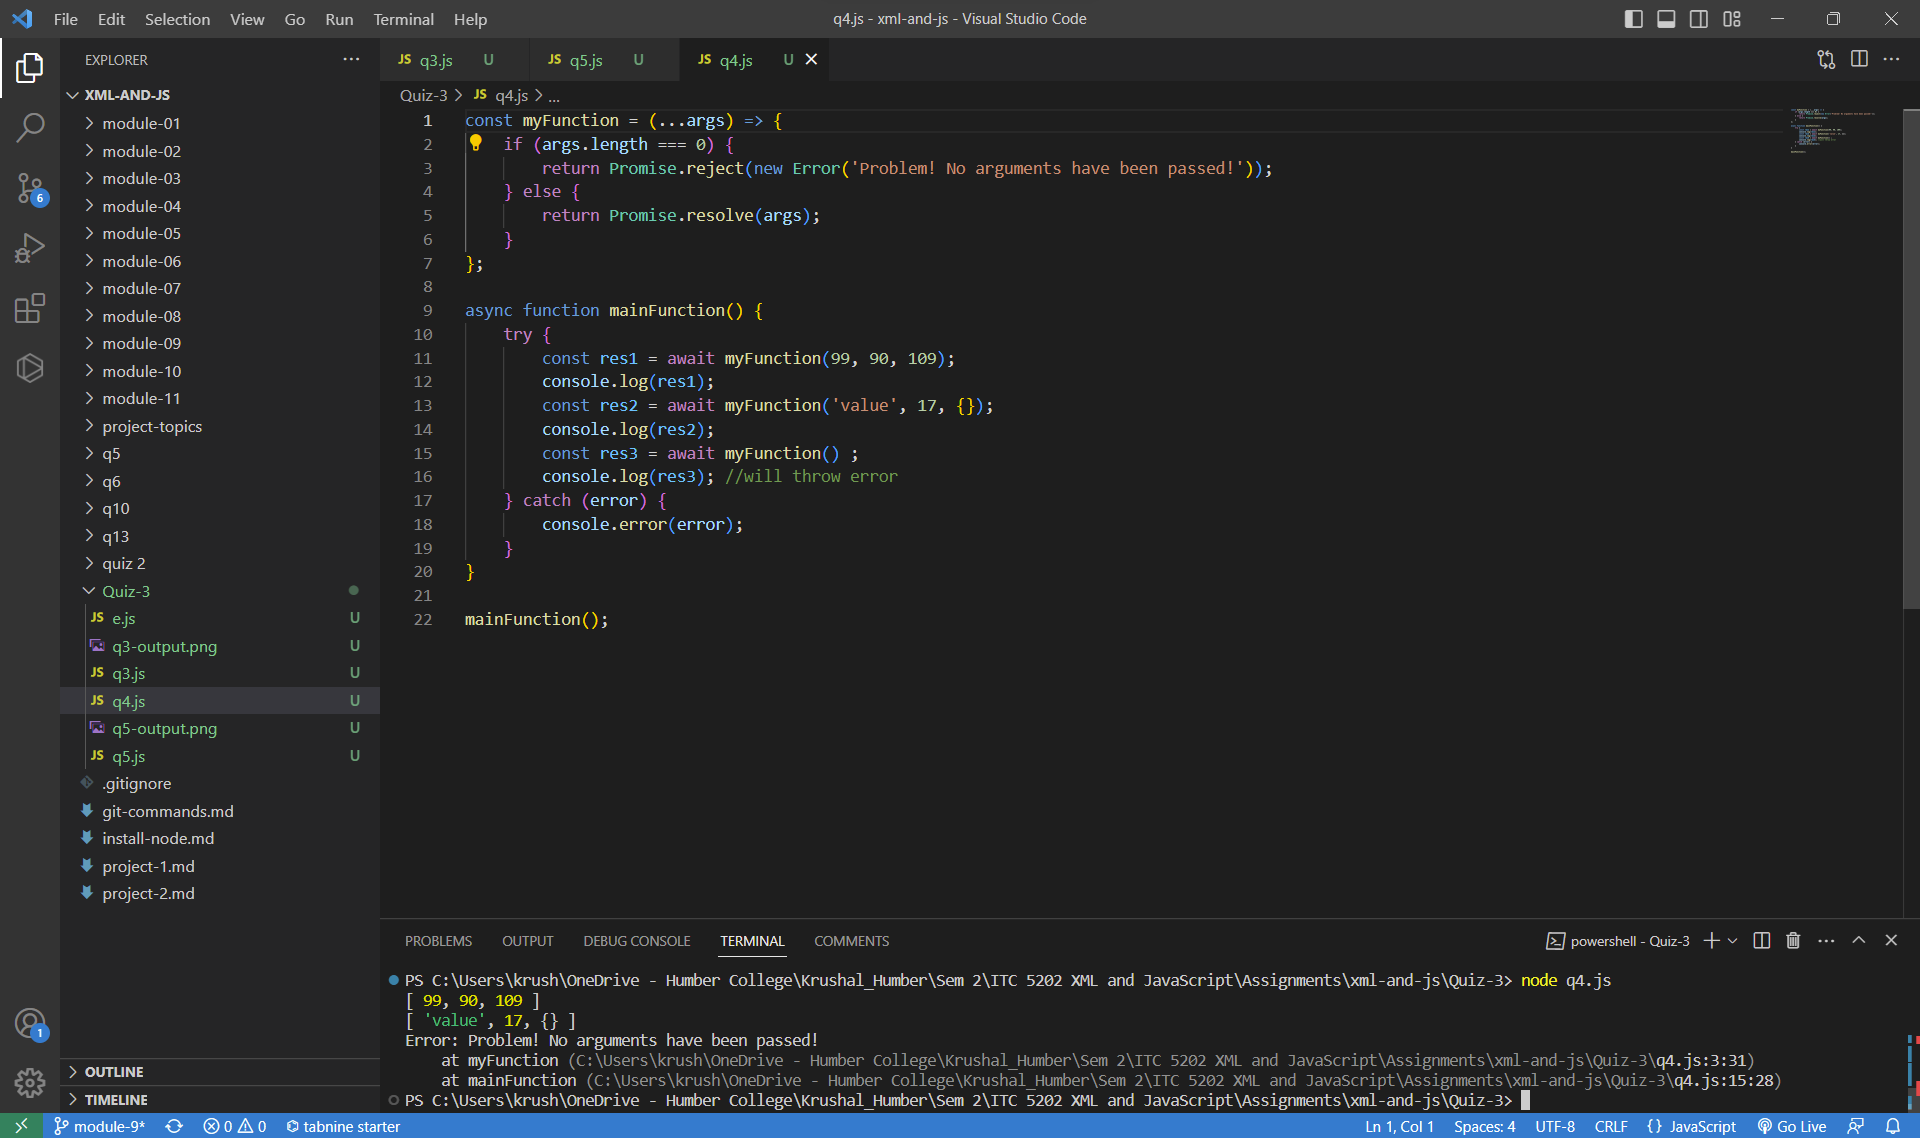 File Edit Selection View Go Run Terminal Help
q4.js - xml-and-js - Visual Studio Code
EXPLORER
XML-AND-JS
module-01
module-02
module-03
module-04
module-05
module-06
module-07
module-08
module-09
module-10
module-11
project-topics
q5
q6
q10
q13
quiz 2
Quiz-3
JS e.js U
q3-output.png U
JS q3.js U
JS q4.js U
q5-output.png U
JS q5.js U
.gitignore
git-commands.md
install-node.md
project-1.md
project-2.md
OUTLINE
TIMELINE
6
1
JS q3.js U JS q5.js U JS q4.js U
Quiz-3 > JS q4.js > ...
1 const myFunction = (...args) => {
2 if (args.length === 0) {
3 return Promise.reject(new Error('Problem! No arguments have been passed!'));
4 } else {
5 return Promise.resolve(args);
6 }
7 };
8
9 async function mainFunction() {
10 try {
11 const res1 = await myFunction(99, 90, 109);
12 console.log(res1);
13 const res2 = await myFunction('value', 17, {});
14 console.log(res2);
15 const res3 = await myFunction() ;
16 console.log(res3); //will throw error
17 } catch (error) {
18 console.error(error);
19 }
20 }
21
22 mainFunction();
PROBLEMS OUTPUT DEBUG CONSOLE TERMINAL COMMENTS
powershell - Quiz-3
PS C:\Users\krush\OneDrive - Humber College\Krushal_Humber\Sem 2\ITC 5202 XML and JavaScript\Assignments\xml-and-js\Quiz-3> node q4.js
[ 99, 90, 109 ]
[ 'value', 17, {} ]
Error: Problem! No arguments have been passed!
at myFunction (C:\Users\krush\OneDrive - Humber College\Krushal_Humber\Sem 2\ITC 5202 XML and JavaScript\Assignments\xml-and-js\Quiz-3\q4.js:3:31)
at mainFunction (C:\Users\krush\OneDrive - Humber College\Krushal_Humber\Sem 2\ITC 5202 XML and JavaScript\Assignments\xml-and-js\Quiz-3\q4.js:15:28)
PS C:\Users\krush\OneDrive - Humber College\Krushal_Humber\Sem 2\ITC 5202 XML and JavaScript\Assignments\xml-and-js\Quiz-3>
module-9* 0 0 tabnine starter
Ln 1, Col 1 Spaces: 4 UTF-8 CRLF {} JavaScript Go Live